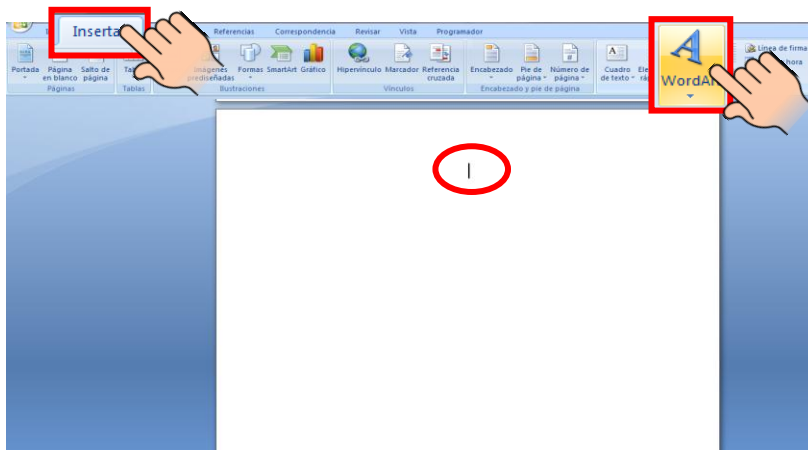 Inserta
Referencias Correspondencia Revisar Vista Programador
Portada Página en blanco Salto de página
Formas SmartArt Gráfico Hipervínculo Marcador Referencia cruzada Encabezado Pie de página Número de página Cuadro de texto
WordArt
Línea de firma
hora
prediseñadas
Páginas Tablas Ilustraciones Vínculos Encabezado y pie de página